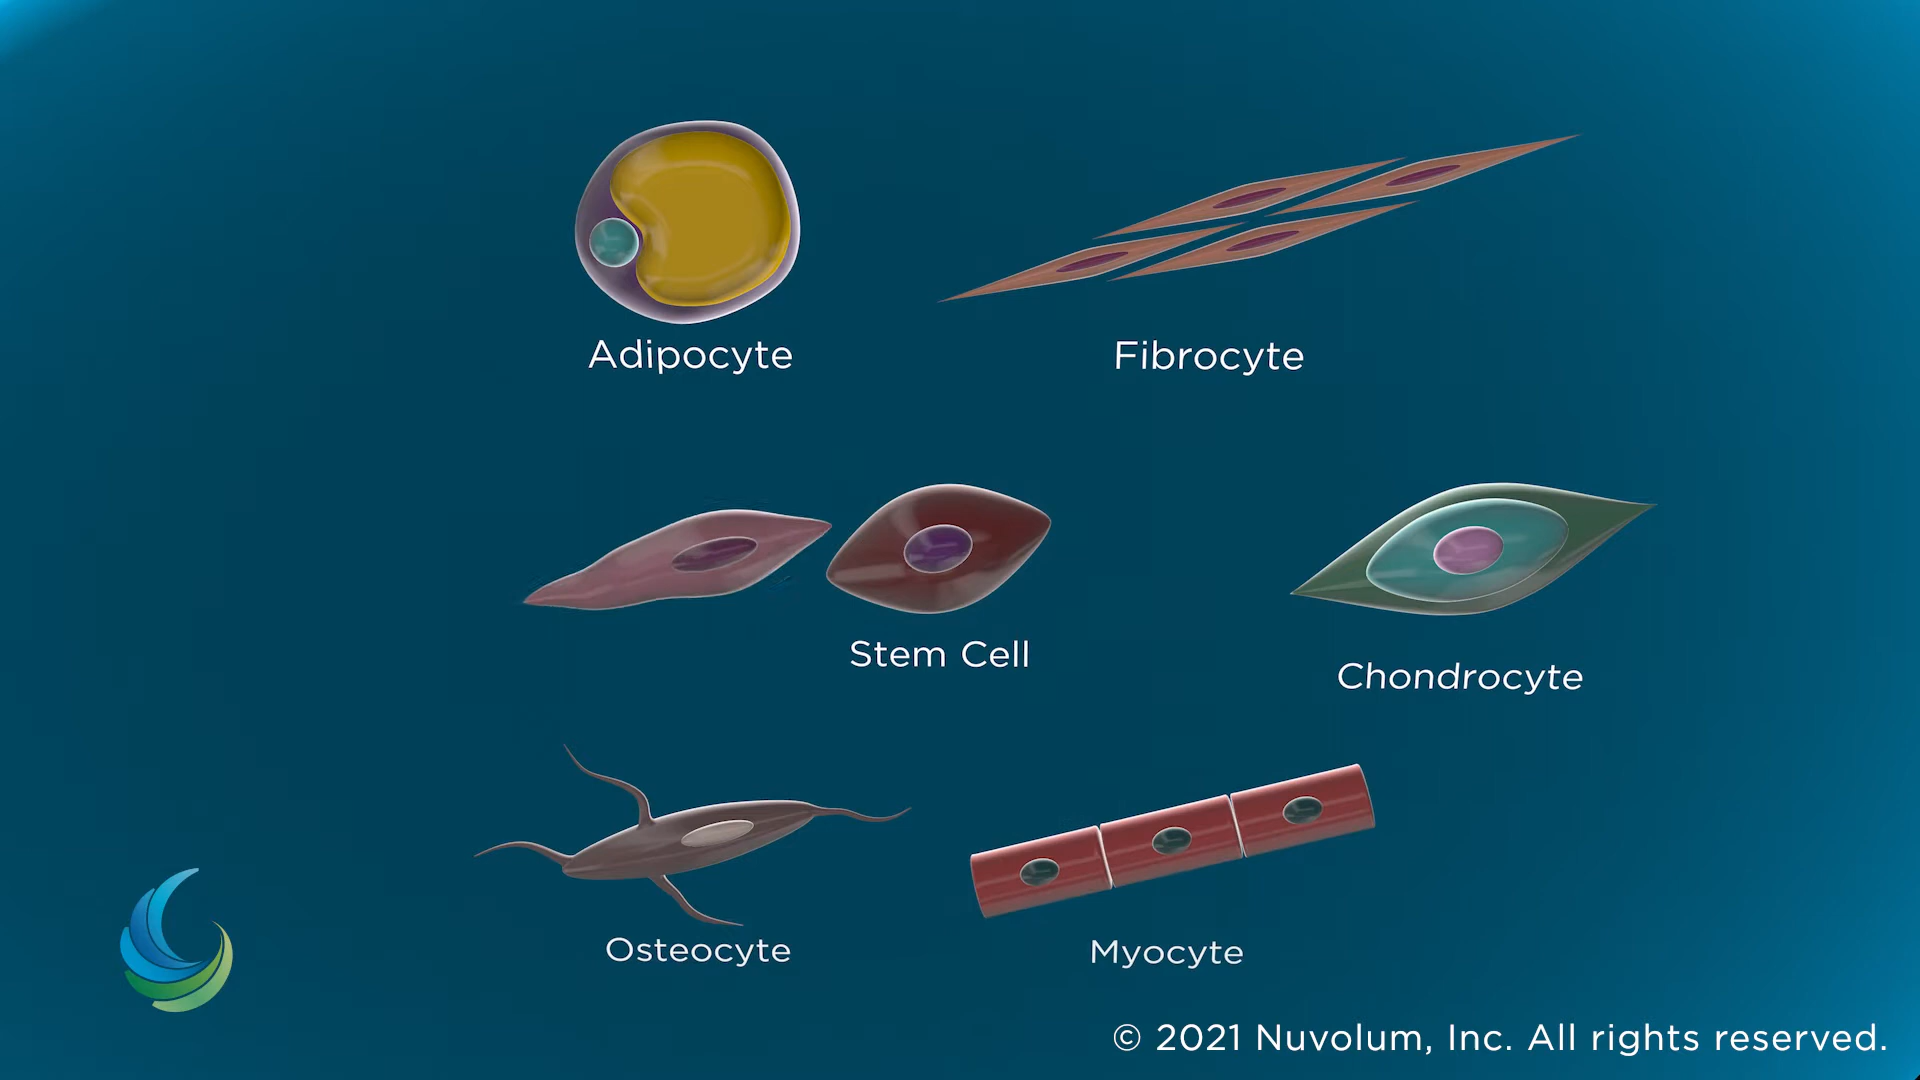 Adipocyte
Fibrocyte
Stem Cell
Chondrocyte
Osteocyte
Myocyte
© 2021 Nuvolum, Inc. All rights reserved.